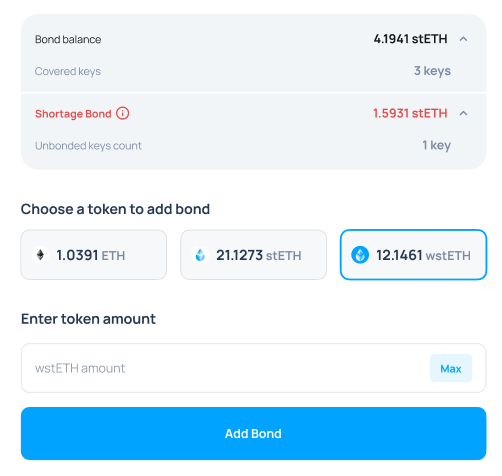 Bond balance 4.1941 stETH
Covered keys 3 keys
Shortage Bond 1.5931 stETH
Unbonded keys count 1 key
Choose a token to add bond
1.0391 ETH 21.1273 stETH 12.1461 wstETH
Enter token amount
wstETH amount Max
Add Bond